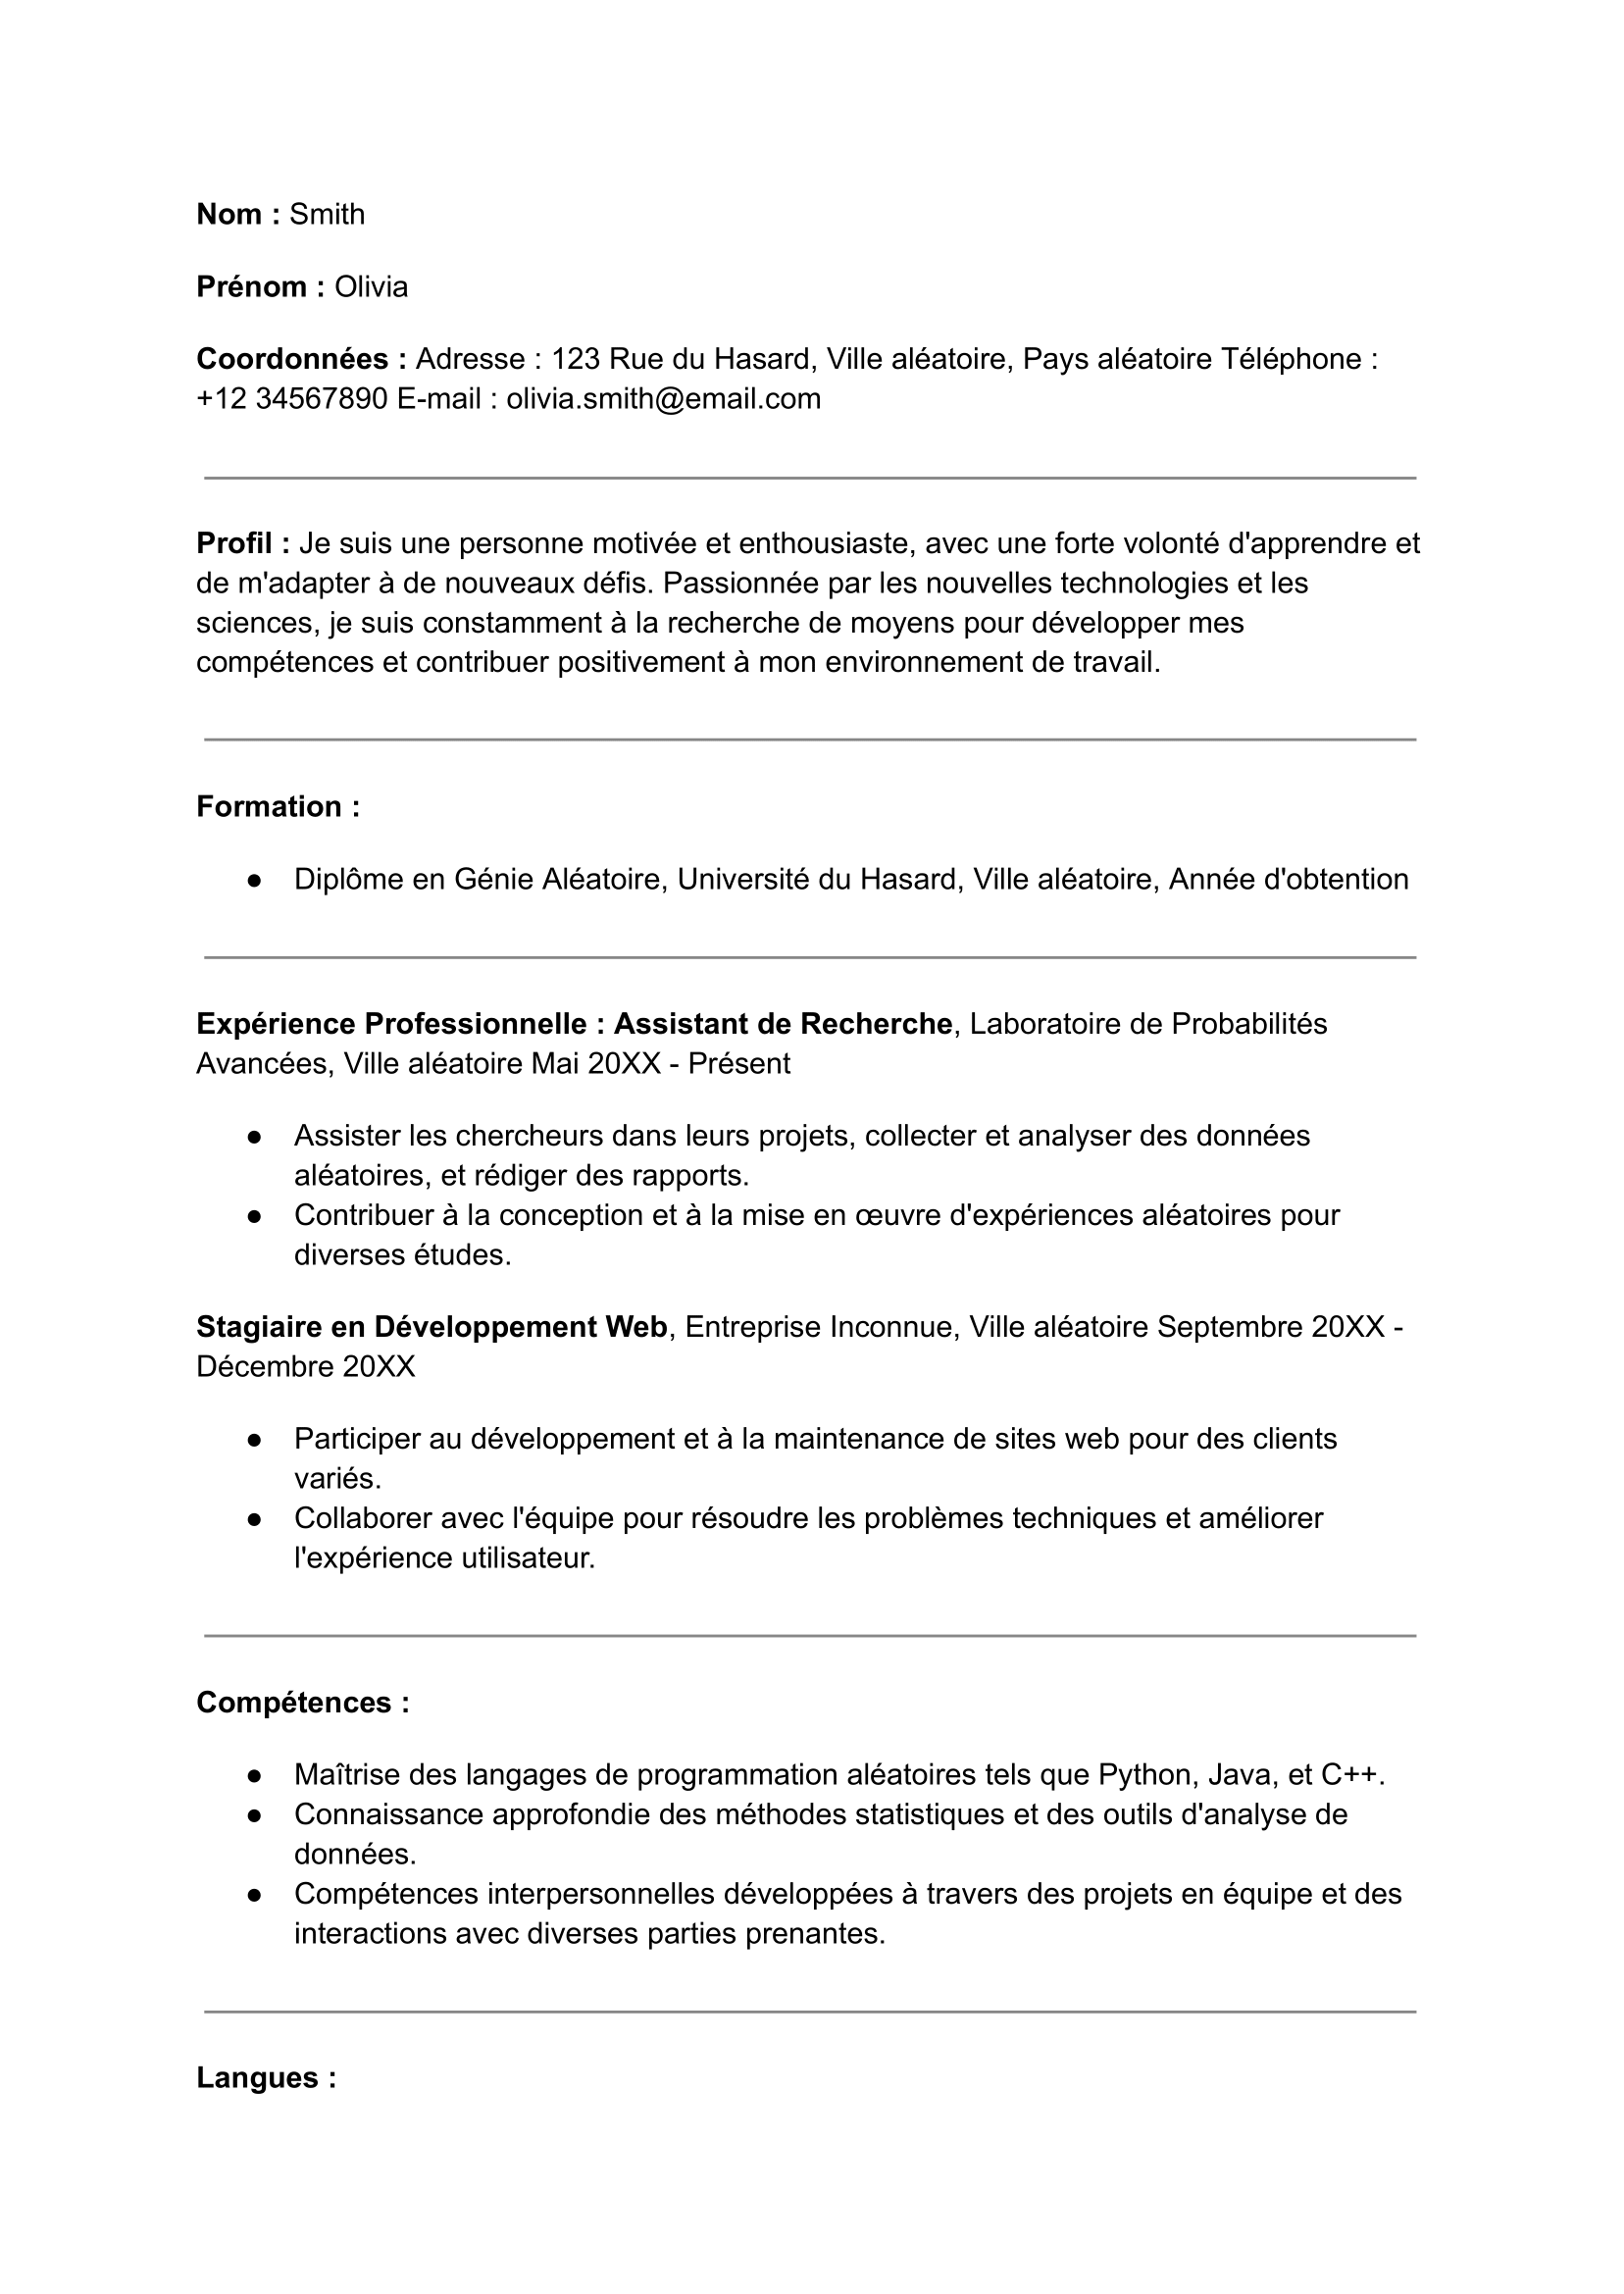 Nom : Smith
Prénom : Olivia
Coordonnées : Adresse : 123 Rue du Hasard, Ville aléatoire, Pays aléatoire Téléphone :
+12 34567890 E-mail : olivia.smith@email.com
Profil : Je suis une personne motivée et enthousiaste, avec une forte volonté d'apprendre et
de m'adapter à de nouveaux défis. Passionnée par les nouvelles technologies et les
sciences, je suis constamment à la recherche de moyens pour développer mes
compétences et contribuer positivement à mon environnement de travail.
Formation :
● Diplôme en Génie Aléatoire, Université du Hasard, Ville aléatoire, Année d'obtention
Expérience Professionnelle : Assistant de Recherche, Laboratoire de Probabilités
Avancées, Ville aléatoire Mai 20XX - Présent
● Assister les chercheurs dans leurs projets, collecter et analyser des données
aléatoires, et rédiger des rapports.
● Contribuer à la conception et à la mise en œuvre d'expériences aléatoires pour
diverses études.
Stagiaire en Développement Web, Entreprise Inconnue, Ville aléatoire Septembre 20XX -
Décembre 20XX
● Participer au développement et à la maintenance de sites web pour des clients
variés.
● Collaborer avec l'équipe pour résoudre les problèmes techniques et améliorer
l'expérience utilisateur.
Compétences :
● Maîtrise des langages de programmation aléatoires tels que Python, Java, et C++.
● Connaissance approfondie des méthodes statistiques et des outils d'analyse de
données.
● Compétences interpersonnelles développées à travers des projets en équipe et des
interactions avec diverses parties prenantes.
Langues :